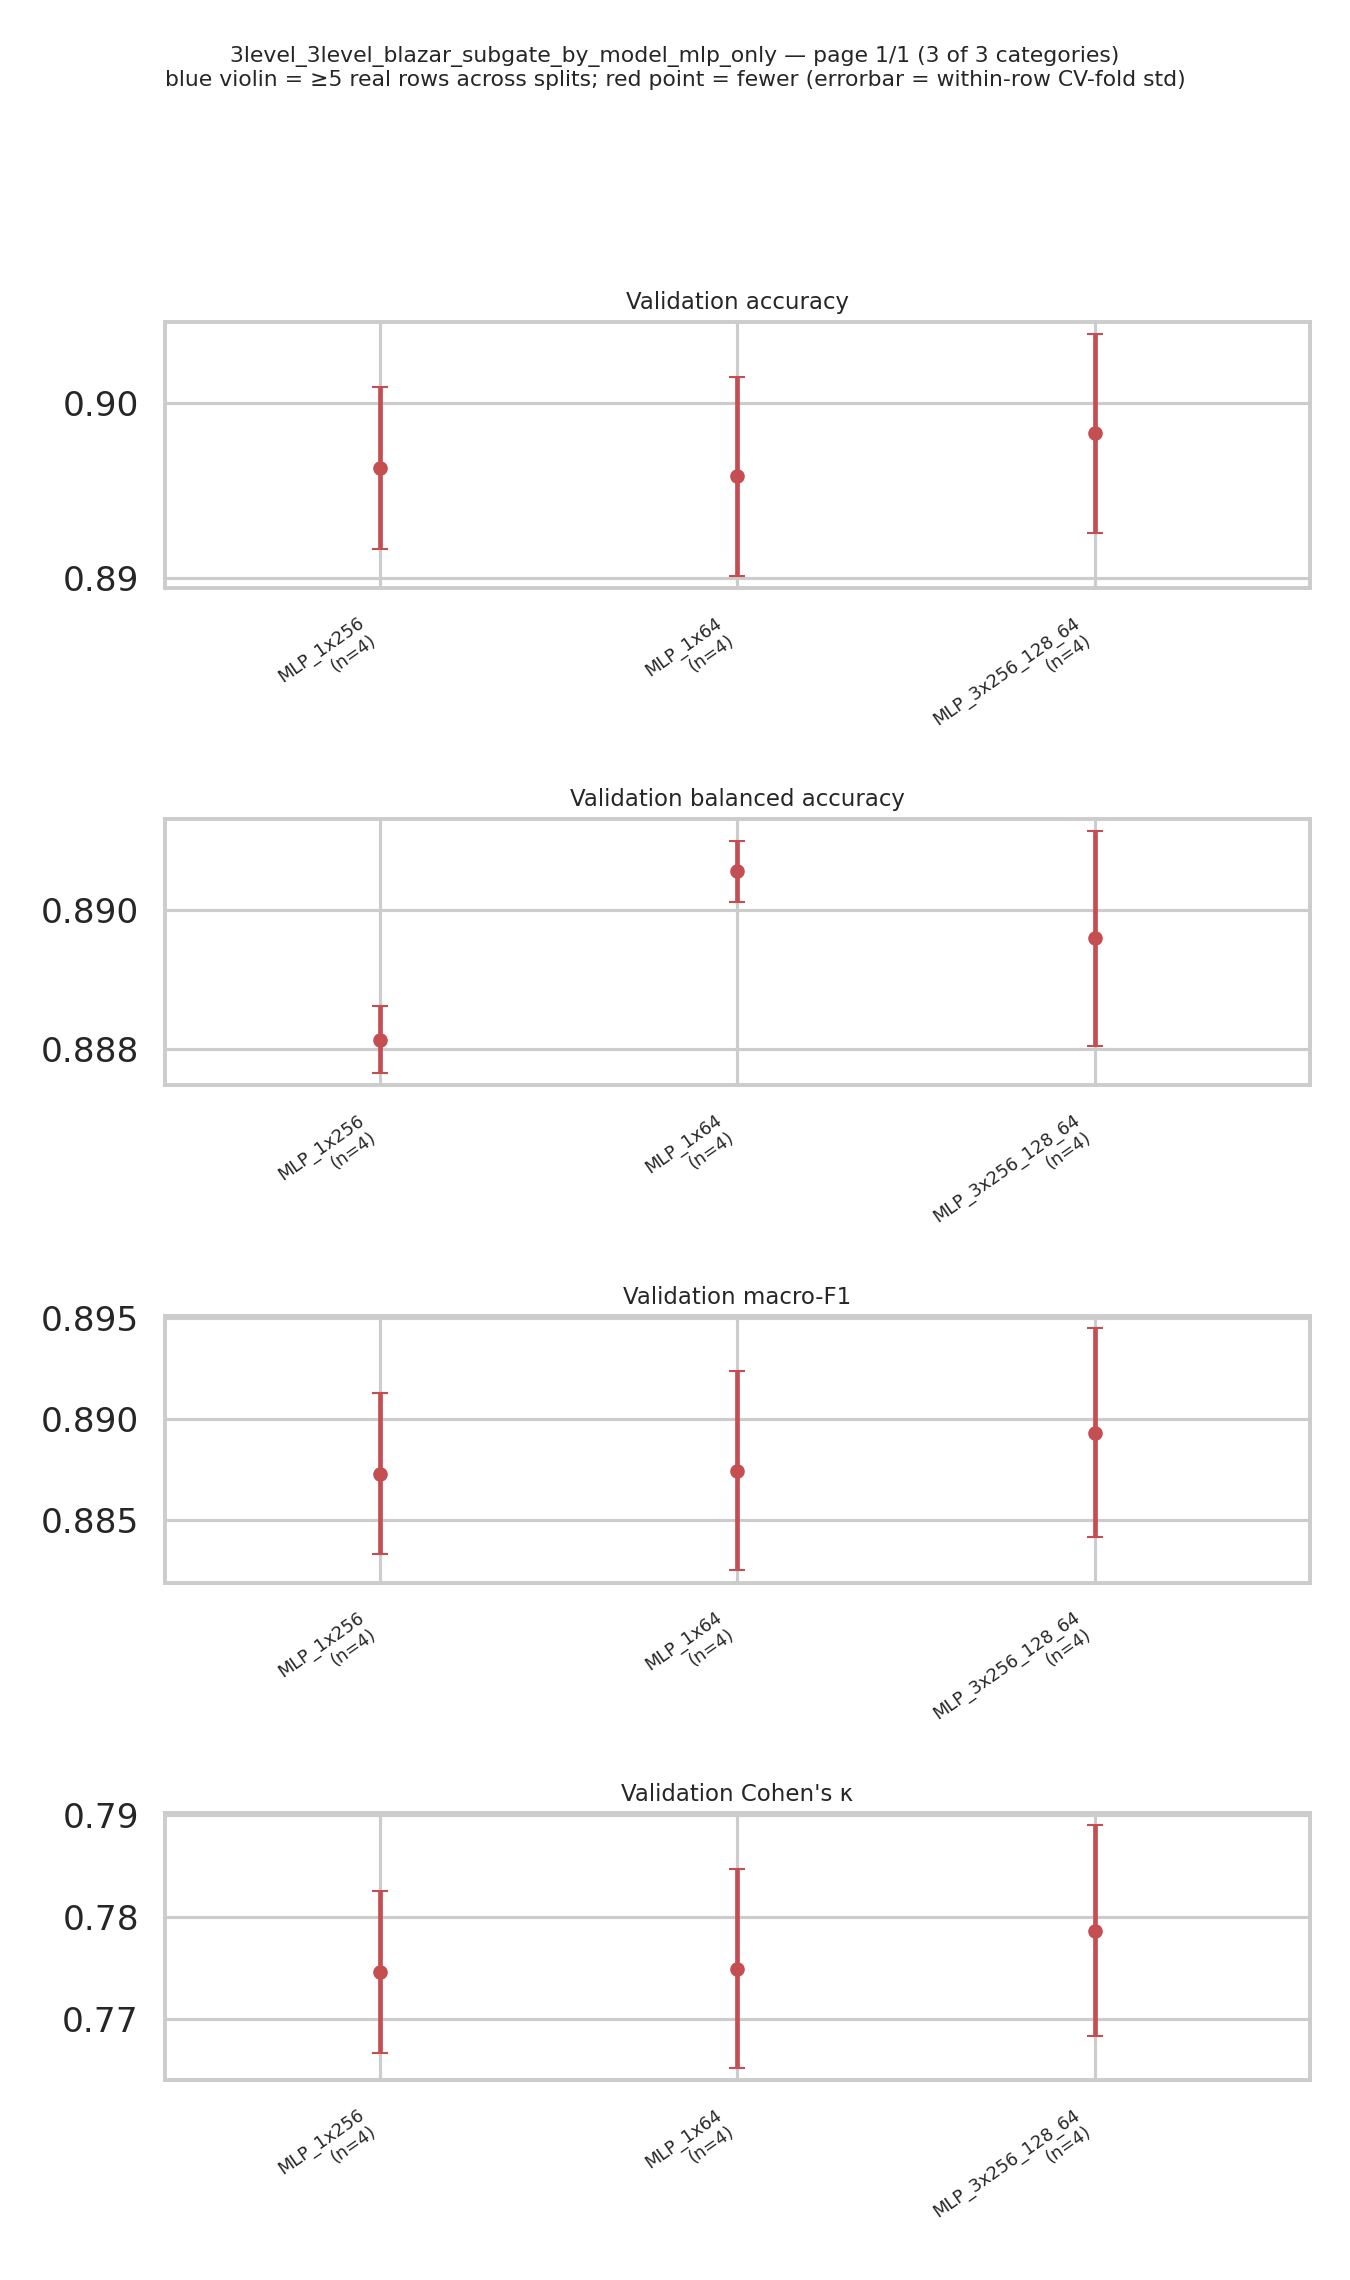 3level_3level_blazar_subgate_by_model_mlp_only — page 1/1 (3 of 3 categories)
blue violin = ≥5 real rows across splits; red point = fewer (errorbar = within-row CV-fold std)
Validation accuracy
0.90
0.89
MLP_1x256
(n=4)
MLP_1x64
(n=4)
MLP_3x256_128_64
(n=4)
Validation balanced accuracy
0.890
0.888
MLP_1x256
(n=4)
MLP_1x64
(n=4)
MLP_3x256_128_64
(n=4)
Validation macro-F1
0.895
0.890
0.885
MLP_1x256
(n=4)
MLP_1x64
(n=4)
MLP_3x256_128_64
(n=4)
Validation Cohen's κ
0.79
0.78
0.77
MLP_1x256
(n=4)
MLP_1x64
(n=4)
MLP_3x256_128_64
(n=4)